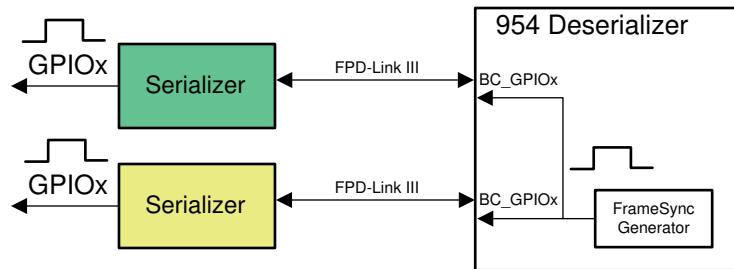 954 Deserializer
GPIOx
Serializer
FPD-Link III
BC_GPIOx
GPIOx
Serializer
FPD-Link III
BC_GPIOx
FrameSync
Generator